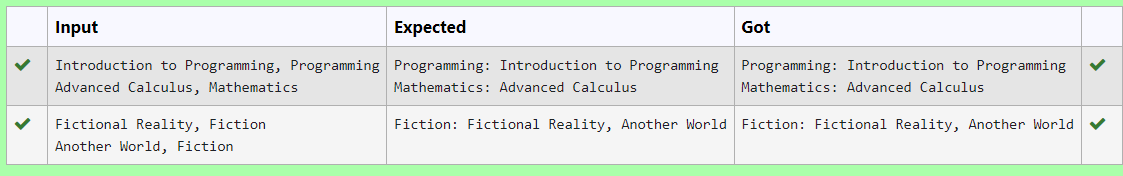 Input Expected Got
Introduction to Programming, Programming Programming: Introduction to Programming Programming: Introduction to Programming
Advanced Calculus, Mathematics Mathematics: Advanced Calculus Mathematics: Advanced Calculus
Fictional Reality, Fiction Fiction: Fictional Reality, Another World Fiction: Fictional Reality, Another World
Another World, Fiction